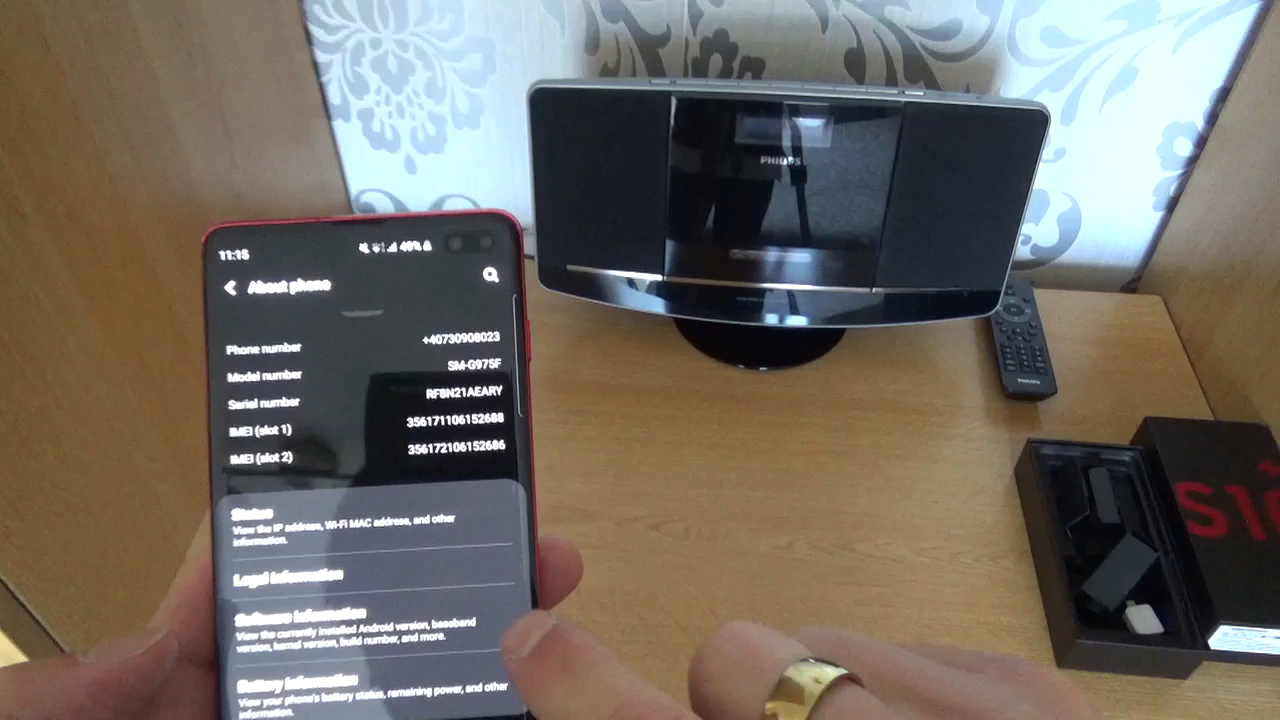 PHILIPS
11:15
49%
About phone
Phone number +40730908023
Model number SM-G975F
Serial number RF8N21AEARY
IMEI (slot 1) 356171106152688
IMEI (slot 2) 356172106152686
Status
View the IP address, Wi-Fi MAC address, and other
information.
Legal information
Software information
View the currently installed Android version, baseband
version, kernel version, build number, and more.
Battery information
View your phone's battery status, remaining power, and other
information.
PHILIPS
S10